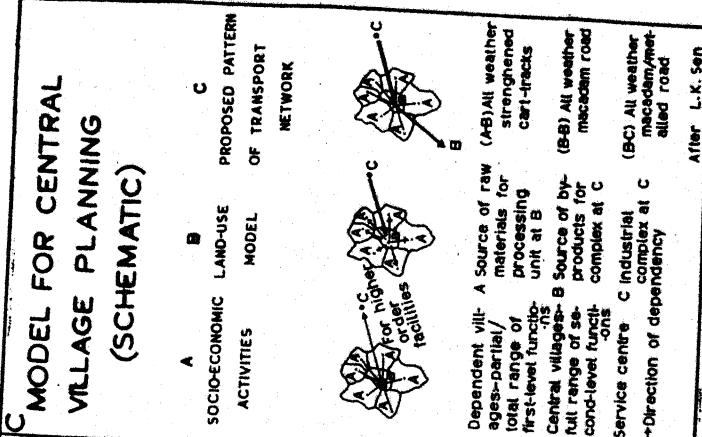 C
MODEL FOR CENTRAL
VILLAGE PLANNING
(SCHEMATIC)
A
SOCIO-ECONOMIC
ACTIVITIES
B
LAND-USE
MODEL
C
PROPOSED PATTERN
OF TRANSPORT
NETWORK
C
A
A
A
A
B
For higher
order
facilities
C
A
A
A
A
B
C
A
A
A
A
B
B
Dependent vill-
ages:-partial/
total range of
first-level functio-
-ns
Central villages:-
full range of se-
cond-level functi-
-ons
Service centre
→Direction of dependency
A Source of raw
materials for
processing
unit at B
B Source of by-
products for
complex at C
C Industrial
complex at C
(A-B) All weather
strenghened
cart-tracks
(B-B) All weather
macadam road
(B-C) All weather
macadam/met-
alled road
After L.K. Sen